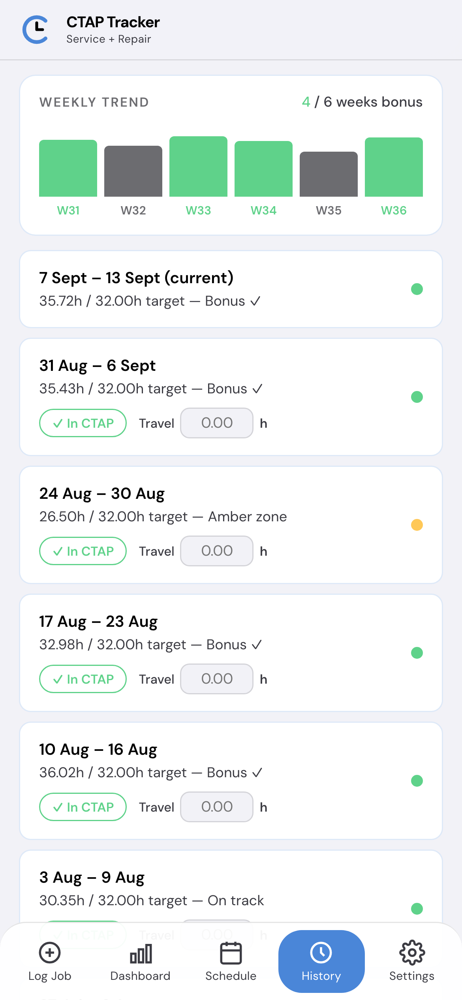 CTAP Tracker
Service + Repair
WEEKLY TREND
4 / 6 weeks bonus
W31 W32 W33 W34 W35 W36
7 Sept – 13 Sept (current)
35.72h / 32.00h target — Bonus ✓
31 Aug – 6 Sept
35.43h / 32.00h target — Bonus ✓
✓ In CTAP Travel 0.00 h
24 Aug – 30 Aug
26.50h / 32.00h target — Amber zone
✓ In CTAP Travel 0.00 h
17 Aug – 23 Aug
32.98h / 32.00h target — Bonus ✓
✓ In CTAP Travel 0.00 h
10 Aug – 16 Aug
36.02h / 32.00h target — Bonus ✓
✓ In CTAP Travel 0.00 h
3 Aug – 9 Aug
30.35h / 32.00h target — On track
✓ In CTAP Travel 0.00 h
Log Job Dashboard Schedule History Settings